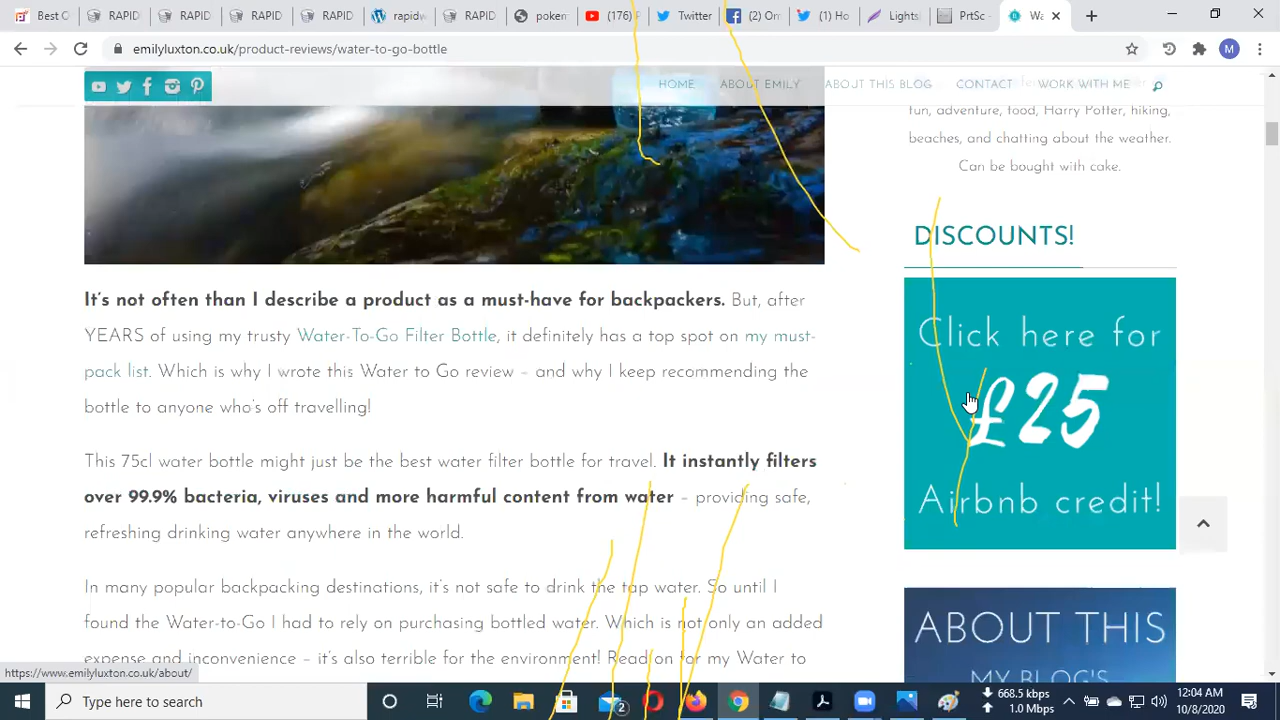 Best C
RAPID
RAPID
RAPID
RAPID
rapidw
RAPID
pokem
(176) P
Twitter
(2) On
(1) Ho
Lights
PrtSc -
Wa
emilyluxton.co.uk/product-reviews/water-to-go-bottle
M
HOME ABOUT EMILY ABOUT THIS BLOG CONTACT WORK WITH ME
fun, adventure, food, Harry Potter, hiking,
beaches, and chatting about the weather.
Can be bought with cake.
DISCOUNTS!
Click here for
£25
Airbnb credit!
ABOUT THIS
MY BLOG'S
It's not often than I describe a product as a must-have for backpackers. But, after
YEARS of using my trusty Water-To-Go Filter Bottle, it definitely has a top spot on my must-
pack list. Which is why I wrote this Water to Go review – and why I keep recommending the
bottle to anyone who's off travelling!
This 75cl water bottle might just be the best water filter bottle for travel. It instantly filters
over 99.9% bacteria, viruses and more harmful content from water – providing safe,
refreshing drinking water anywhere in the world.
In many popular backpacking destinations, it's not safe to drink the tap water. So until I
found the Water-to-Go I had to rely on purchasing bottled water. Which is not only an added
expense and inconvenience – it's also terrible for the environment! Read on for my Water to
https://www.emilyluxton.co.uk/about/
Type here to search
2
668.5 kbps
1.0 Mbps
12:04 AM
10/8/2020